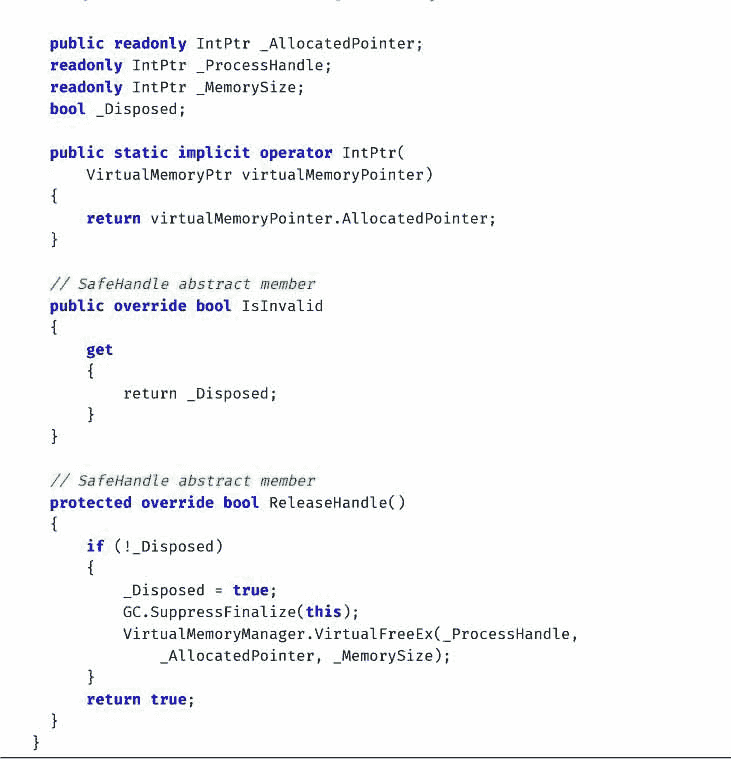 public readonly IntPtr _AllocatedPointer;
readonly IntPtr _ProcessHandle;
readonly IntPtr _MemorySize;
bool _Disposed;

public static implicit operator IntPtr(
    VirtualMemoryPtr virtualMemoryPointer)
{
    return virtualMemoryPointer.AllocatedPointer;
}

// SafeHandle abstract member
public override bool IsInvalid
{
    get
    {
        return _Disposed;
    }
}

// SafeHandle abstract member
protected override bool ReleaseHandle()
{
    if (!_Disposed)
    {
        _Disposed = true;
        GC.SuppressFinalize(this);
        VirtualMemoryManager.VirtualFreeEx(_ProcessHandle,
            _AllocatedPointer, _MemorySize);
    }
    return true;
}
}